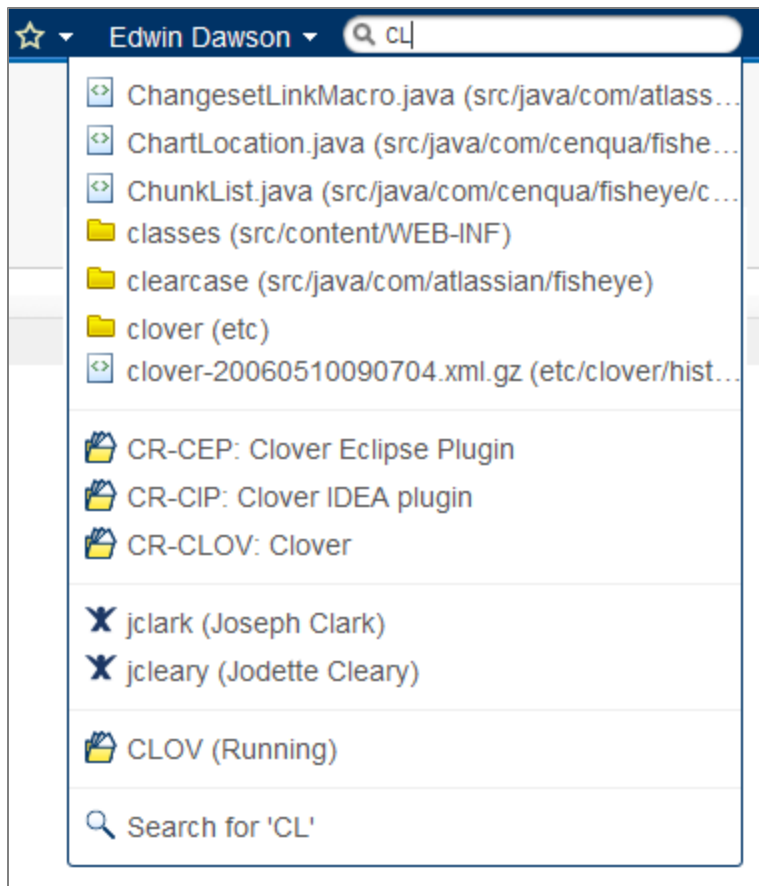 Edwin Dawson CL
ChangesetLinkMacro.java (src/java/com/atlass...
ChartLocation.java (src/java/com/cenqua/fishe...
ChunkList.java (src/java/com/cenqua/fisheye/c...
classes (src/content/WEB-INF)
clearcase (src/java/com/atlassian/fisheye)
clover (etc)
clover-20060510090704.xml.gz (etc/clover/hist...
CR-CEP: Clover Eclipse Plugin
CR-CIP: Clover IDEA plugin
CR-CLOV: Clover
jclark (Joseph Clark)
jcleary (Jodette Cleary)
CLOV (Running)
Search for 'CL'